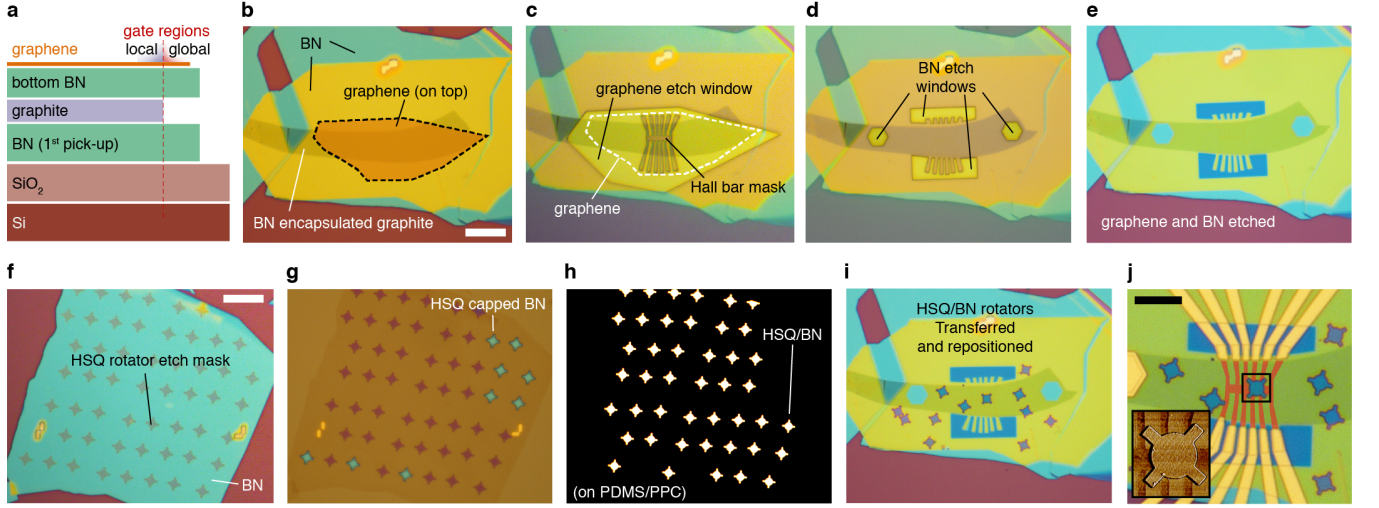 a
gate regions
graphene
local
global
bottom BN
graphite
BN (1st pick-up)
SiO2
Si
b
BN
graphene (on top)
BN encapsulated graphite
c
graphene etch window
Hall bar mask
graphene
d
BN etch
windows
e
graphene and BN etched
f
HSQ rotator etch mask
BN
g
HSQ capped BN
h
HSQ/BN
(on PDMS/PPC)
i
HSQ/BN rotators
Transferred
and repositioned
j